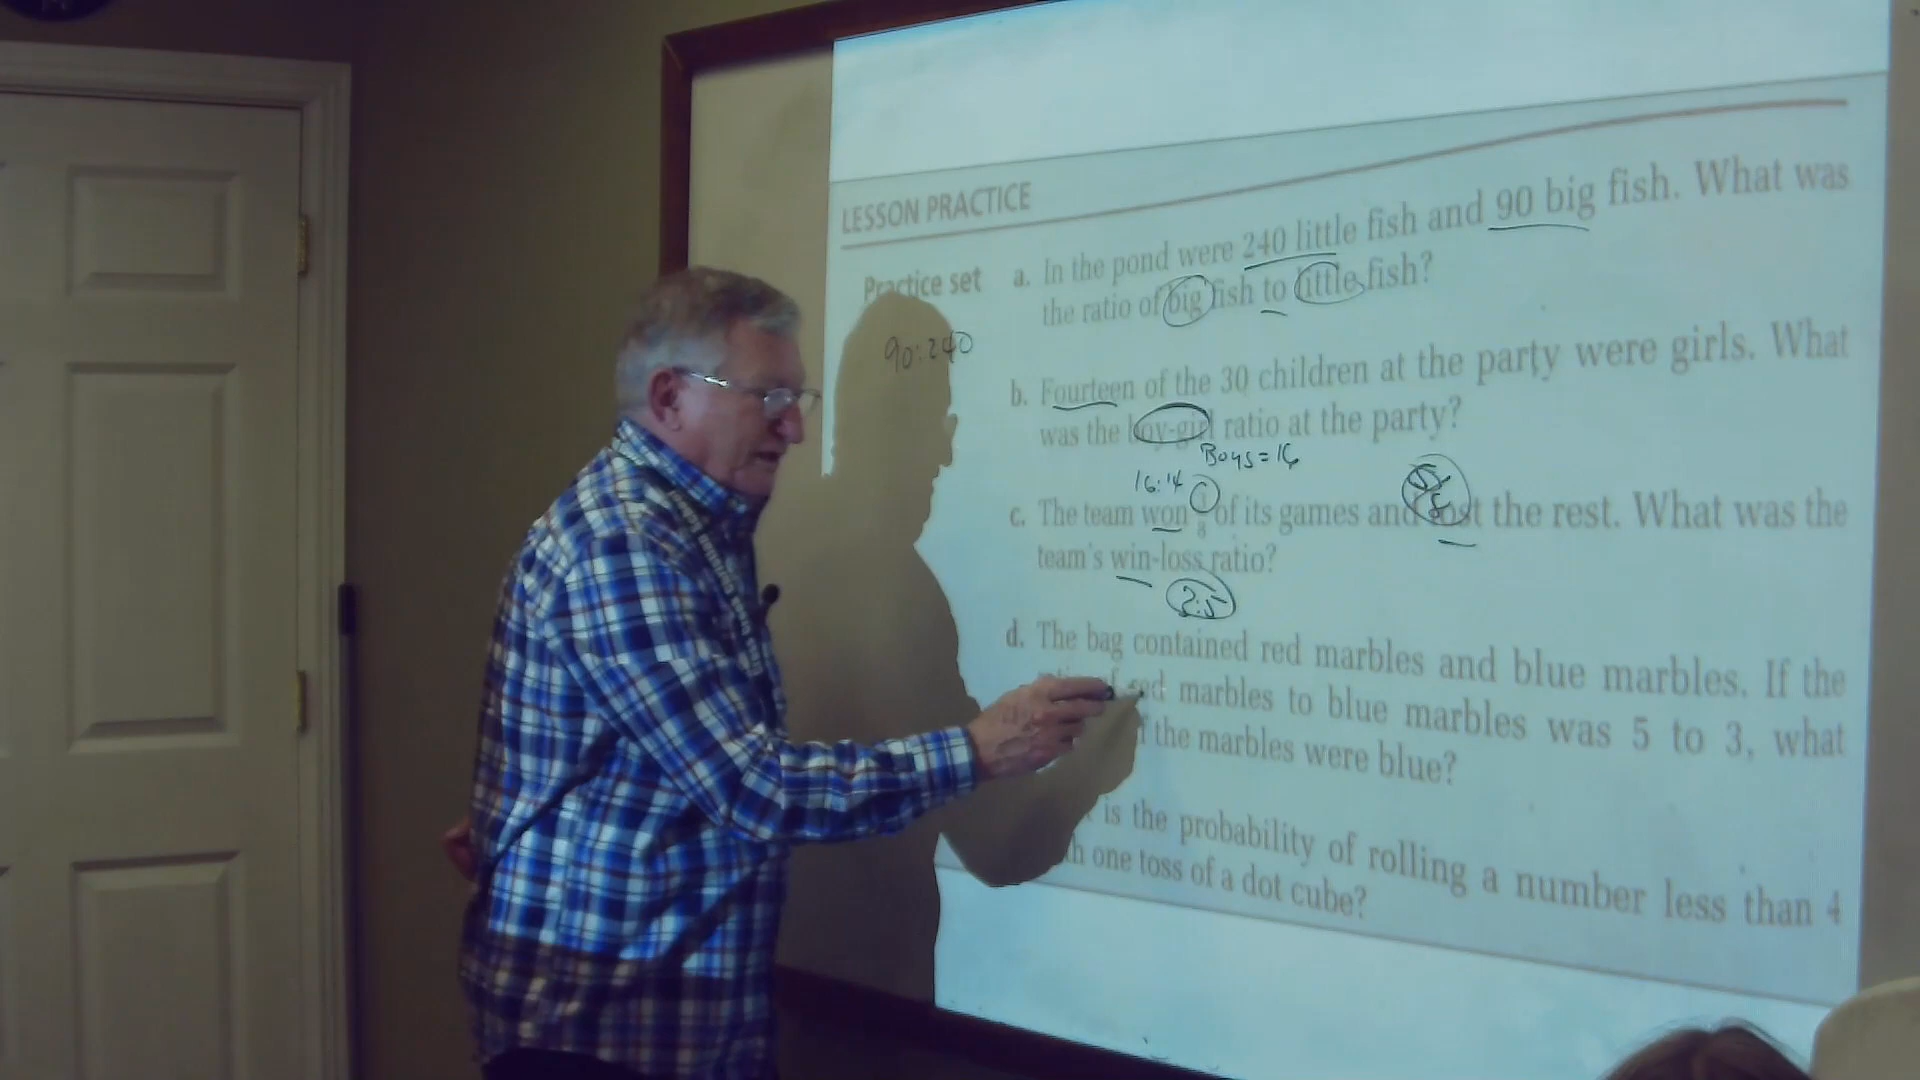 LESSON PRACTICE
Practice set
a. In the pond were 240 little fish and 90 big fish. What was
the ratio of big fish to little fish?
90:240
b. Fourteen of the 30 children at the party were girls. What
was the boy-girl ratio at the party?
Boys = 16
16:14
c. The team won of its games and lost the rest. What was the
team's win-loss ratio?
2:5
d. The bag contained red marbles and blue marbles. If the
red marbles to blue marbles was 5 to 3, what
the marbles were blue?
is the probability of rolling a number less than 4
one toss of a dot cube?